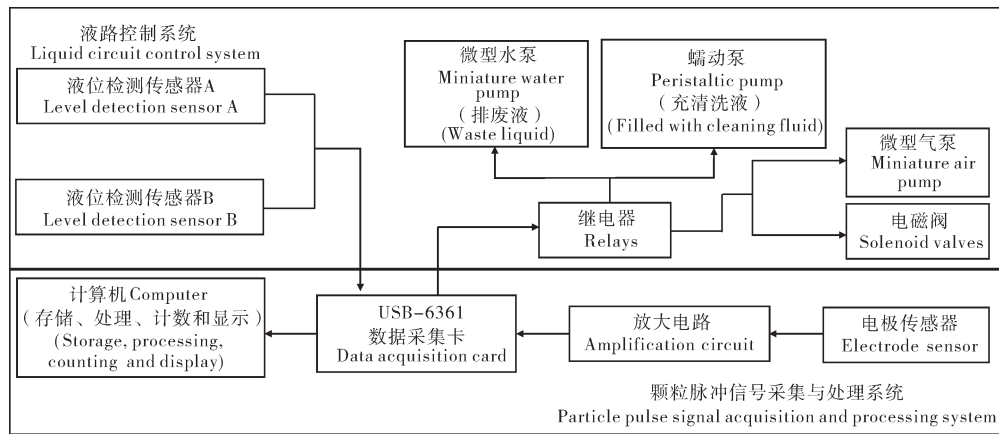 液路控制系统
Liquid circuit control system
液位检测传感器A
Level detection sensor A
液位检测传感器B
Level detection sensor B
微型水泵
Miniature water
pump
（排废液）
(Waste liquid)
蠕动泵
Peristaltic pump
（充清洗液）
(Filled with cleaning fluid)
微型气泵
Miniature air
pump
继电器
Relays
电磁阀
Solenoid valves
计算机Computer
（存储、处理、计数和显示）
(Storage, processing,
counting and display)
USB-6361
数据采集卡
Data acquisition card
放大电路
Amplification circuit
电极传感器
Electrode sensor
颗粒脉冲信号采集与处理系统
Particle pulse signal acquisition and processing system